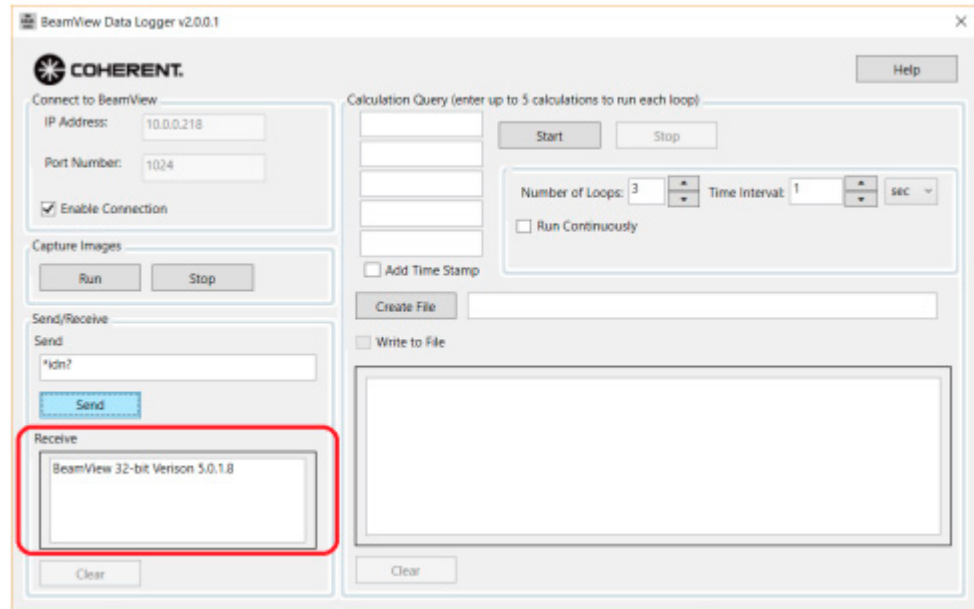 BeamView Data Logger v2.0.0.1
COHERENT.
Help
Connect to BeamView
IP Address: 10.0.0.218
Port Number: 1024
Enable Connection
Capture Images
Run Stop
Send/Receive
Send
*idn?
Send
Receive
BeamView 32-bit Verison 5.0.1.8
Clear
Calculation Query (enter up to 5 calculations to run each loop)
Start Stop
Number of Loops: 3 Time Interval: 1 sec
Run Continuously
Add Time Stamp
Create File
Write to File
Clear